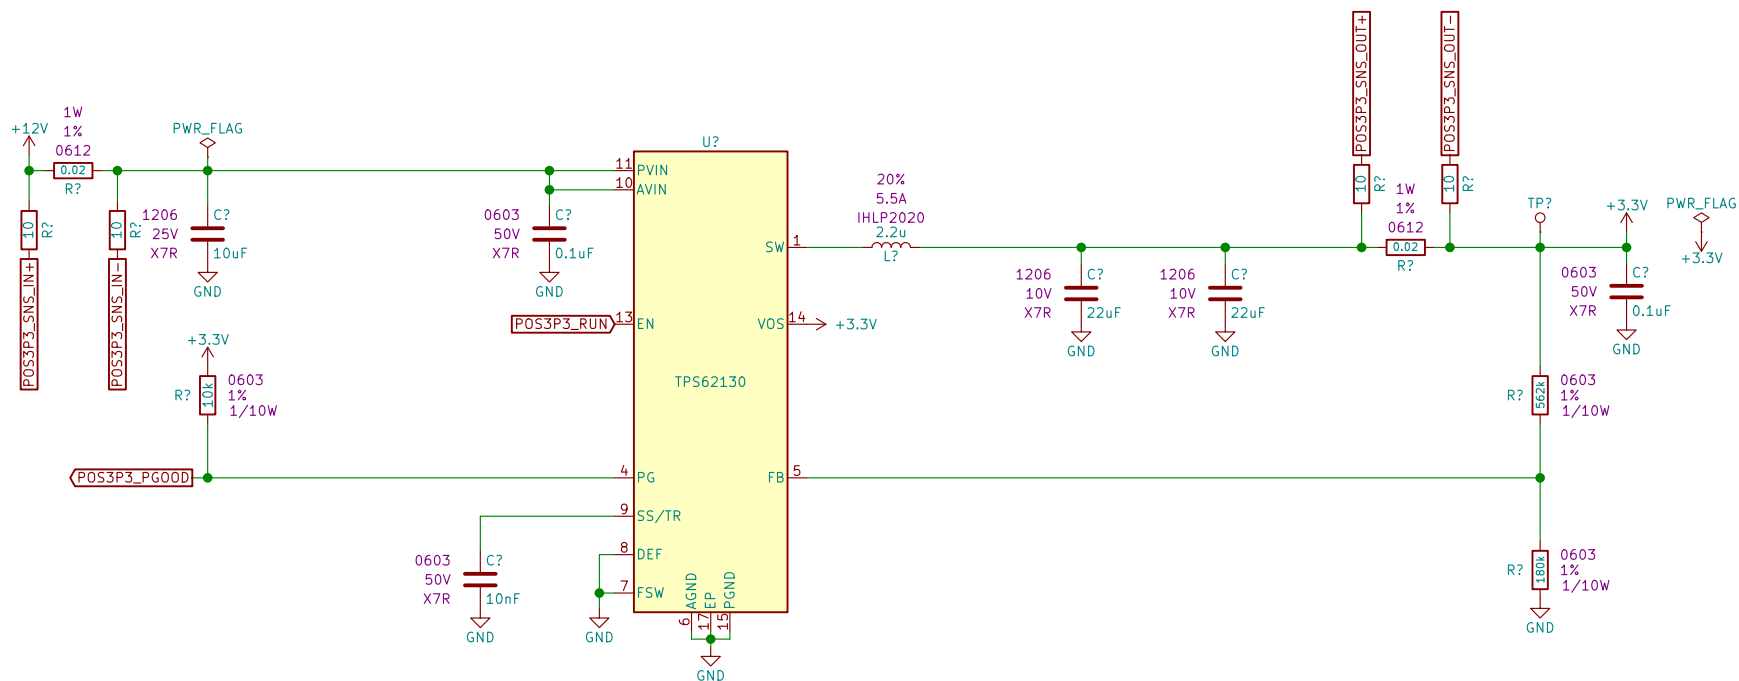 POS3P3_SNS_OUT+
POS3P3_SNS_OUT-
+12V
1W
1%
0612
0.02
R?
PWR_FLAG
10
R?
POS3P3_SNS_IN+
10
R?
POS3P3_SNS_IN-
1206
25V
X7R
C?
10uF
GND
0603
50V
X7R
C?
0.1uF
GND
U?
11
PVIN
10
AVIN
SW
1
POS3P3_RUN
13
EN
VOS
14
+3.3V
TPS62130
20%
5.5A
IHLP2020
2.2u
L?
1206
10V
X7R
C?
22uF
GND
1206
10V
X7R
C?
22uF
GND
10
R?
10
R?
1W
1%
0612
0.02
R?
TP?
+3.3V
PWR_FLAG
+3.3V
0603
50V
X7R
C?
0.1uF
GND
+3.3V
R?
10k
0603
1%
1/10W
POS3P3_PGOOD
4
PG
FB
5
9
SS/TR
8
DEF
7
FSW
AGND
EP
PGND
6
17
15
GND
0603
50V
X7R
C?
10nF
GND
GND
R?
562k
0603
1%
1/10W
R?
180k
0603
1%
1/10W
GND